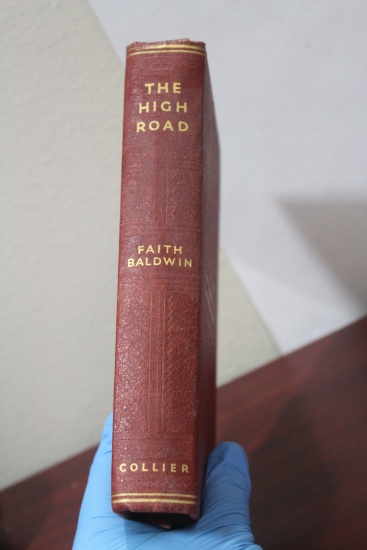 THE
HIGH
ROAD
FAITH
BALDWIN
COLLIER